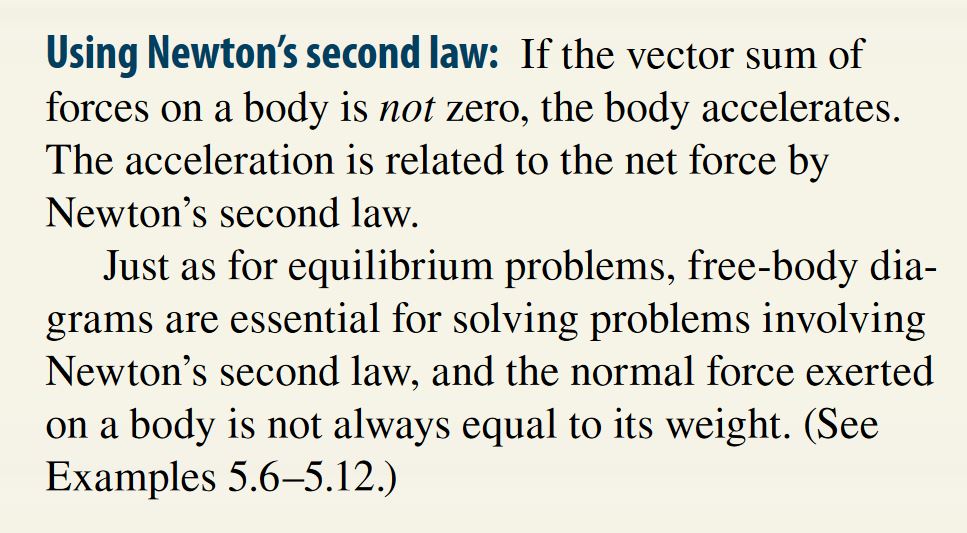 Using Newton’s second law: If the vector sum of
forces on a body is not zero, the body accelerates.
The acceleration is related to the net force by
Newton’s second law.
Just as for equilibrium problems, free-body dia-
grams are essential for solving problems involving
Newton’s second law, and the normal force exerted
on a body is not always equal to its weight. (See
Examples 5.6–5.12.)